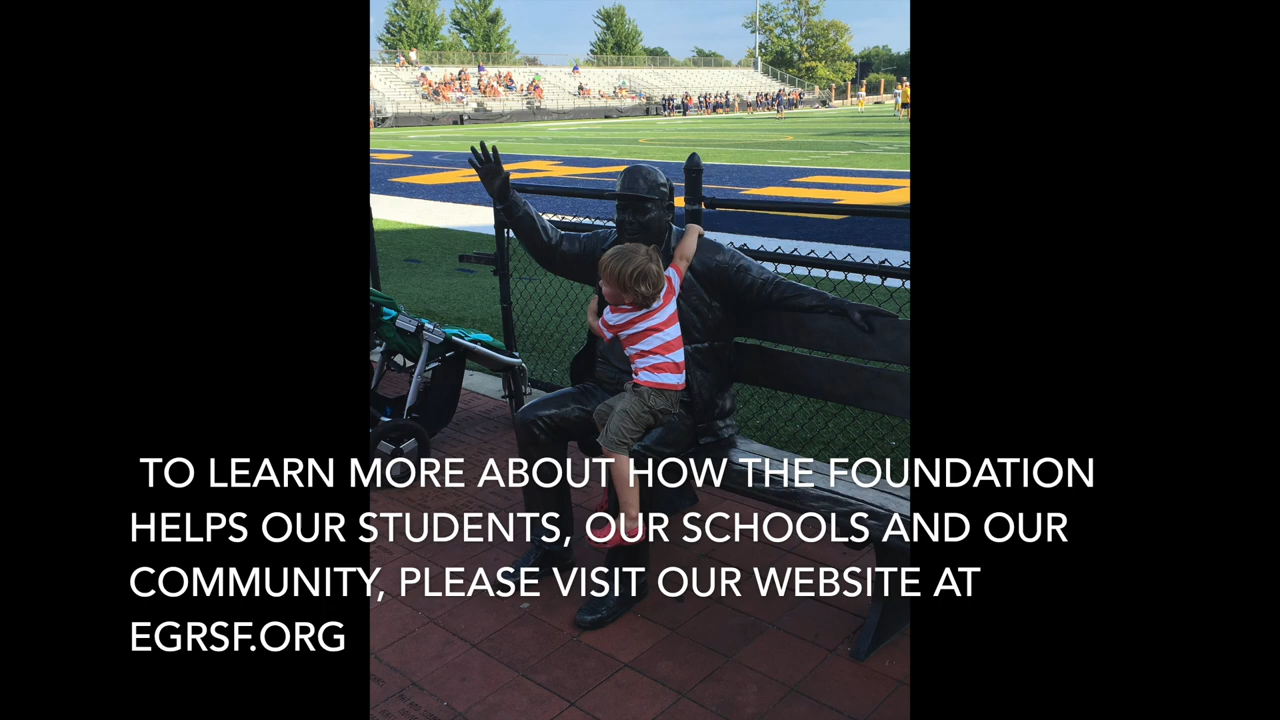 TO LEARN MORE ABOUT HOW THE FOUNDATION
HELPS OUR STUDENTS, OUR SCHOOLS AND OUR
COMMUNITY, PLEASE VISIT OUR WEBSITE AT
EGRSF.ORG